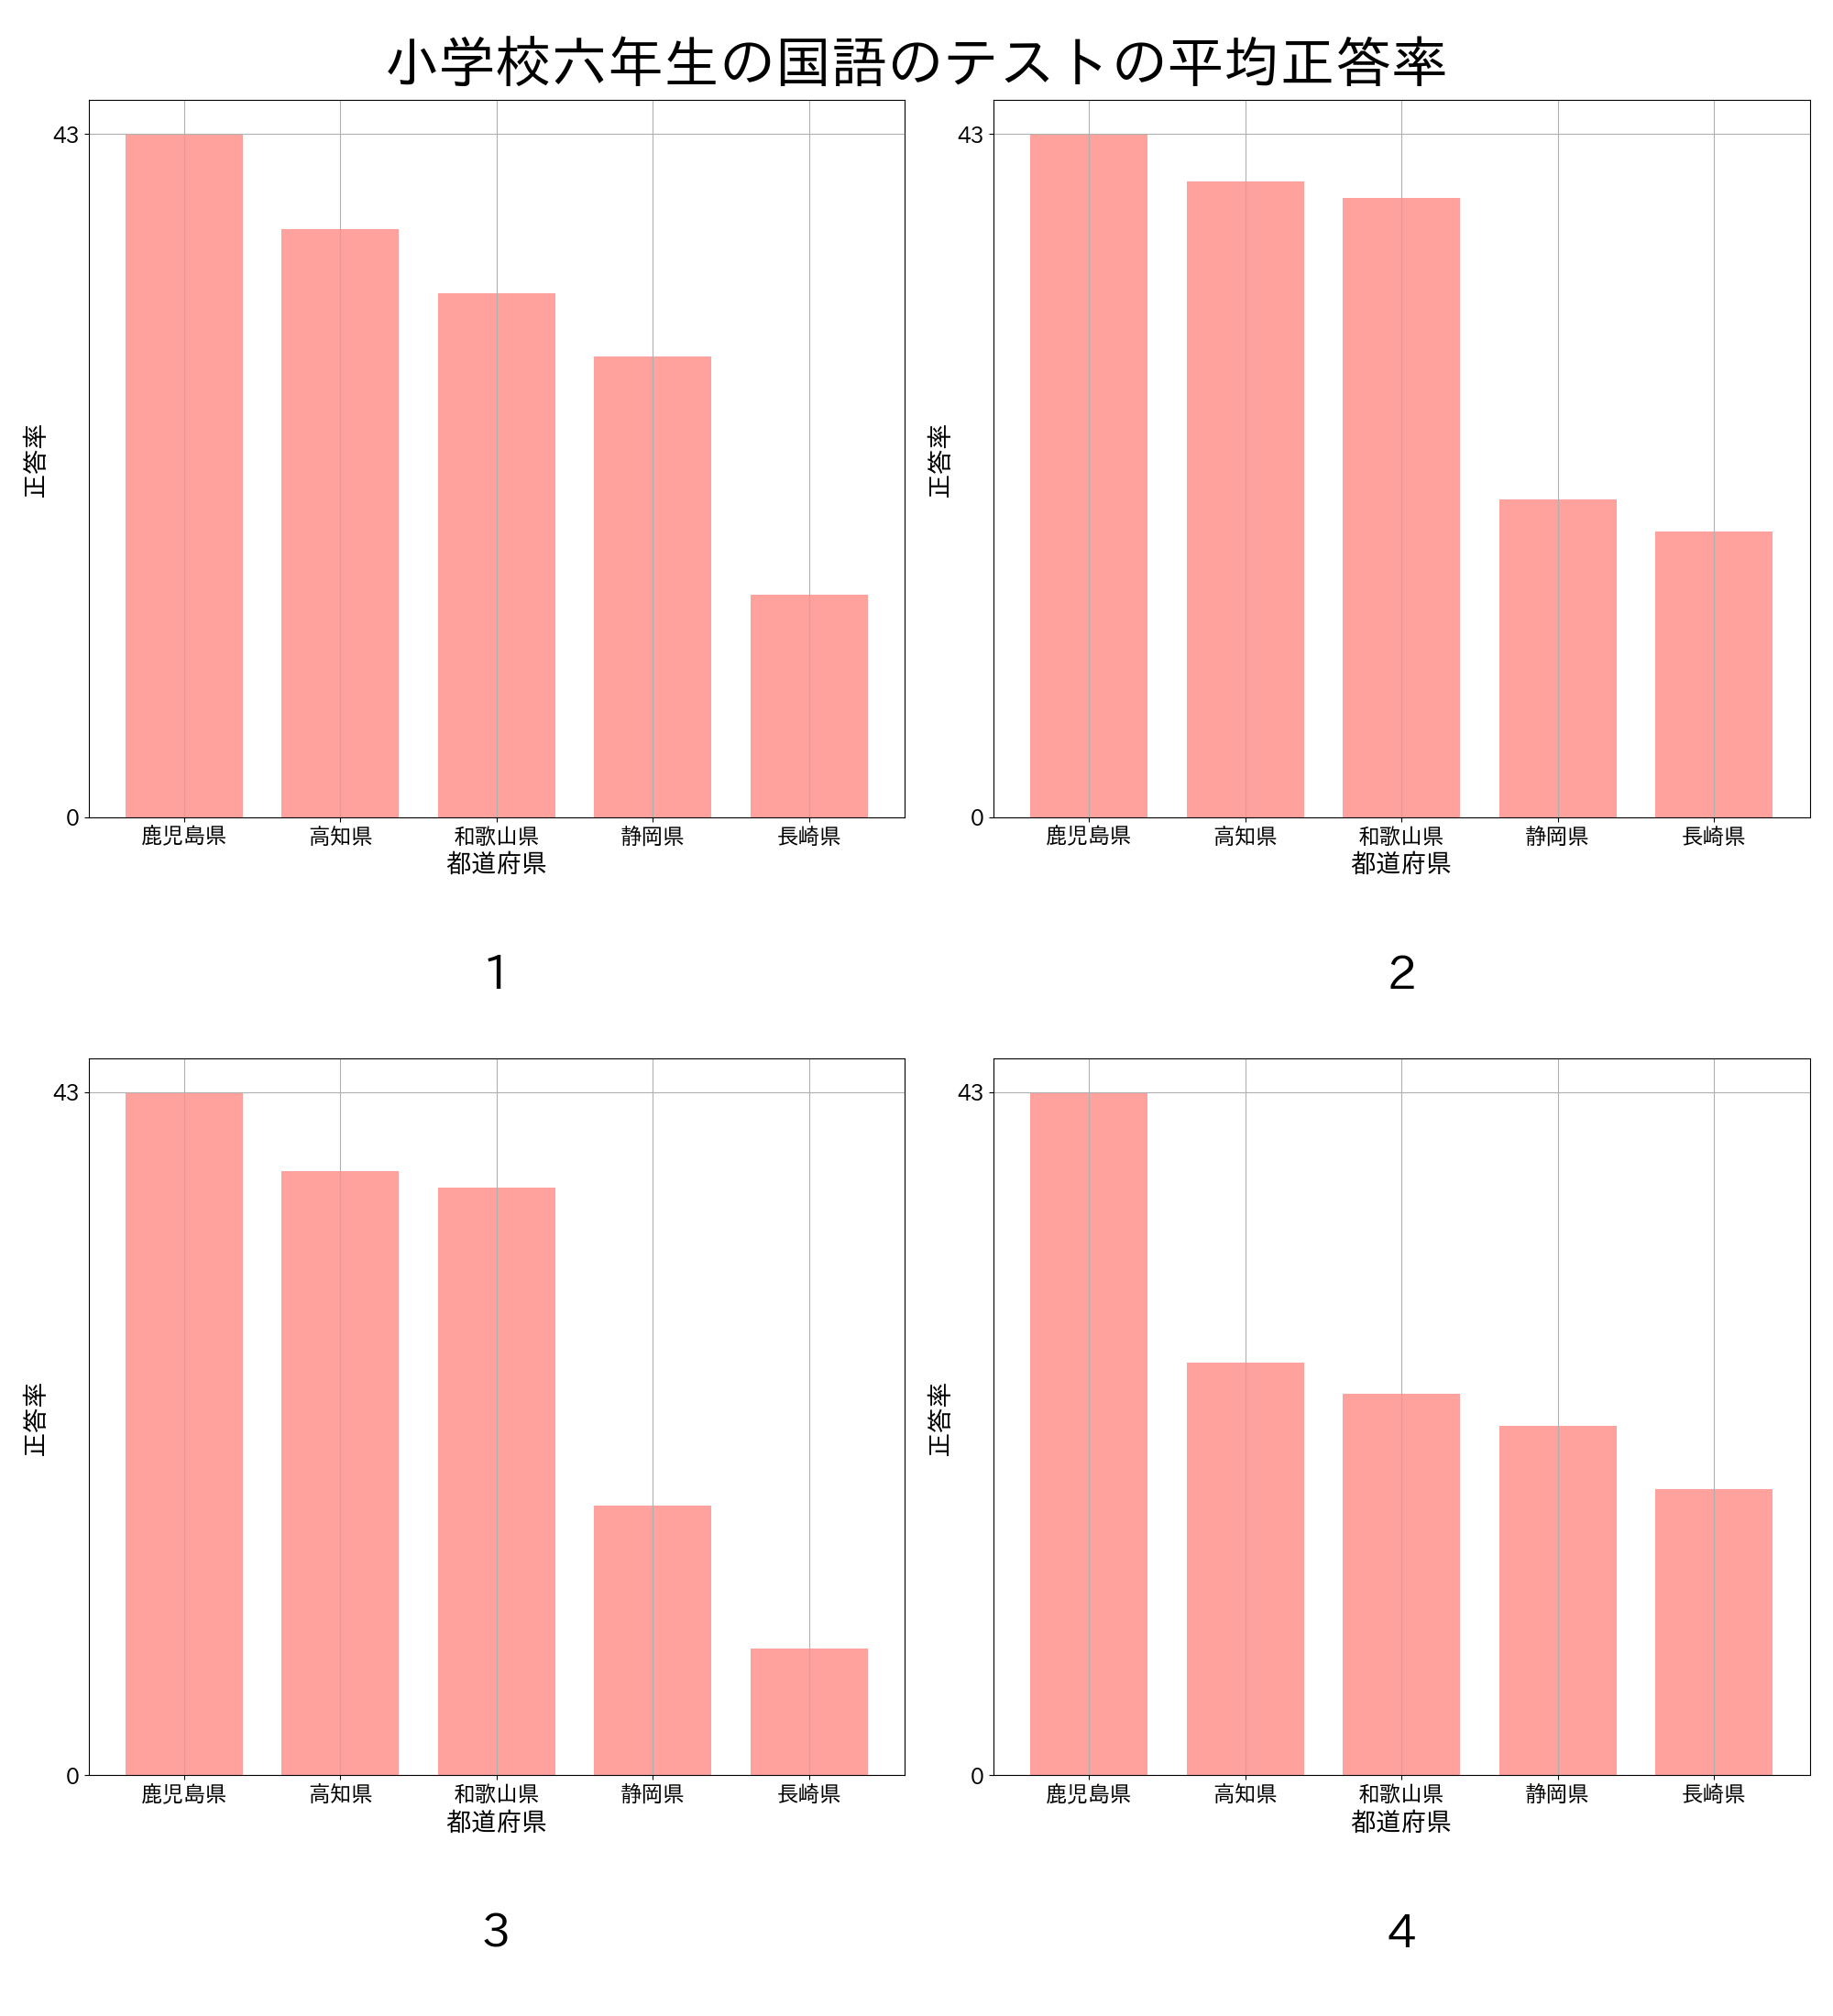 小学校六年生の国語のテストの平均正答率
43
0
正答率
鹿児島県 高知県 和歌山県 静岡県 長崎県
都道府県
1
43
0
正答率
鹿児島県 高知県 和歌山県 静岡県 長崎県
都道府県
2
43
0
正答率
鹿児島県 高知県 和歌山県 静岡県 長崎県
都道府県
3
43
0
正答率
鹿児島県 高知県 和歌山県 静岡県 長崎県
都道府県
4